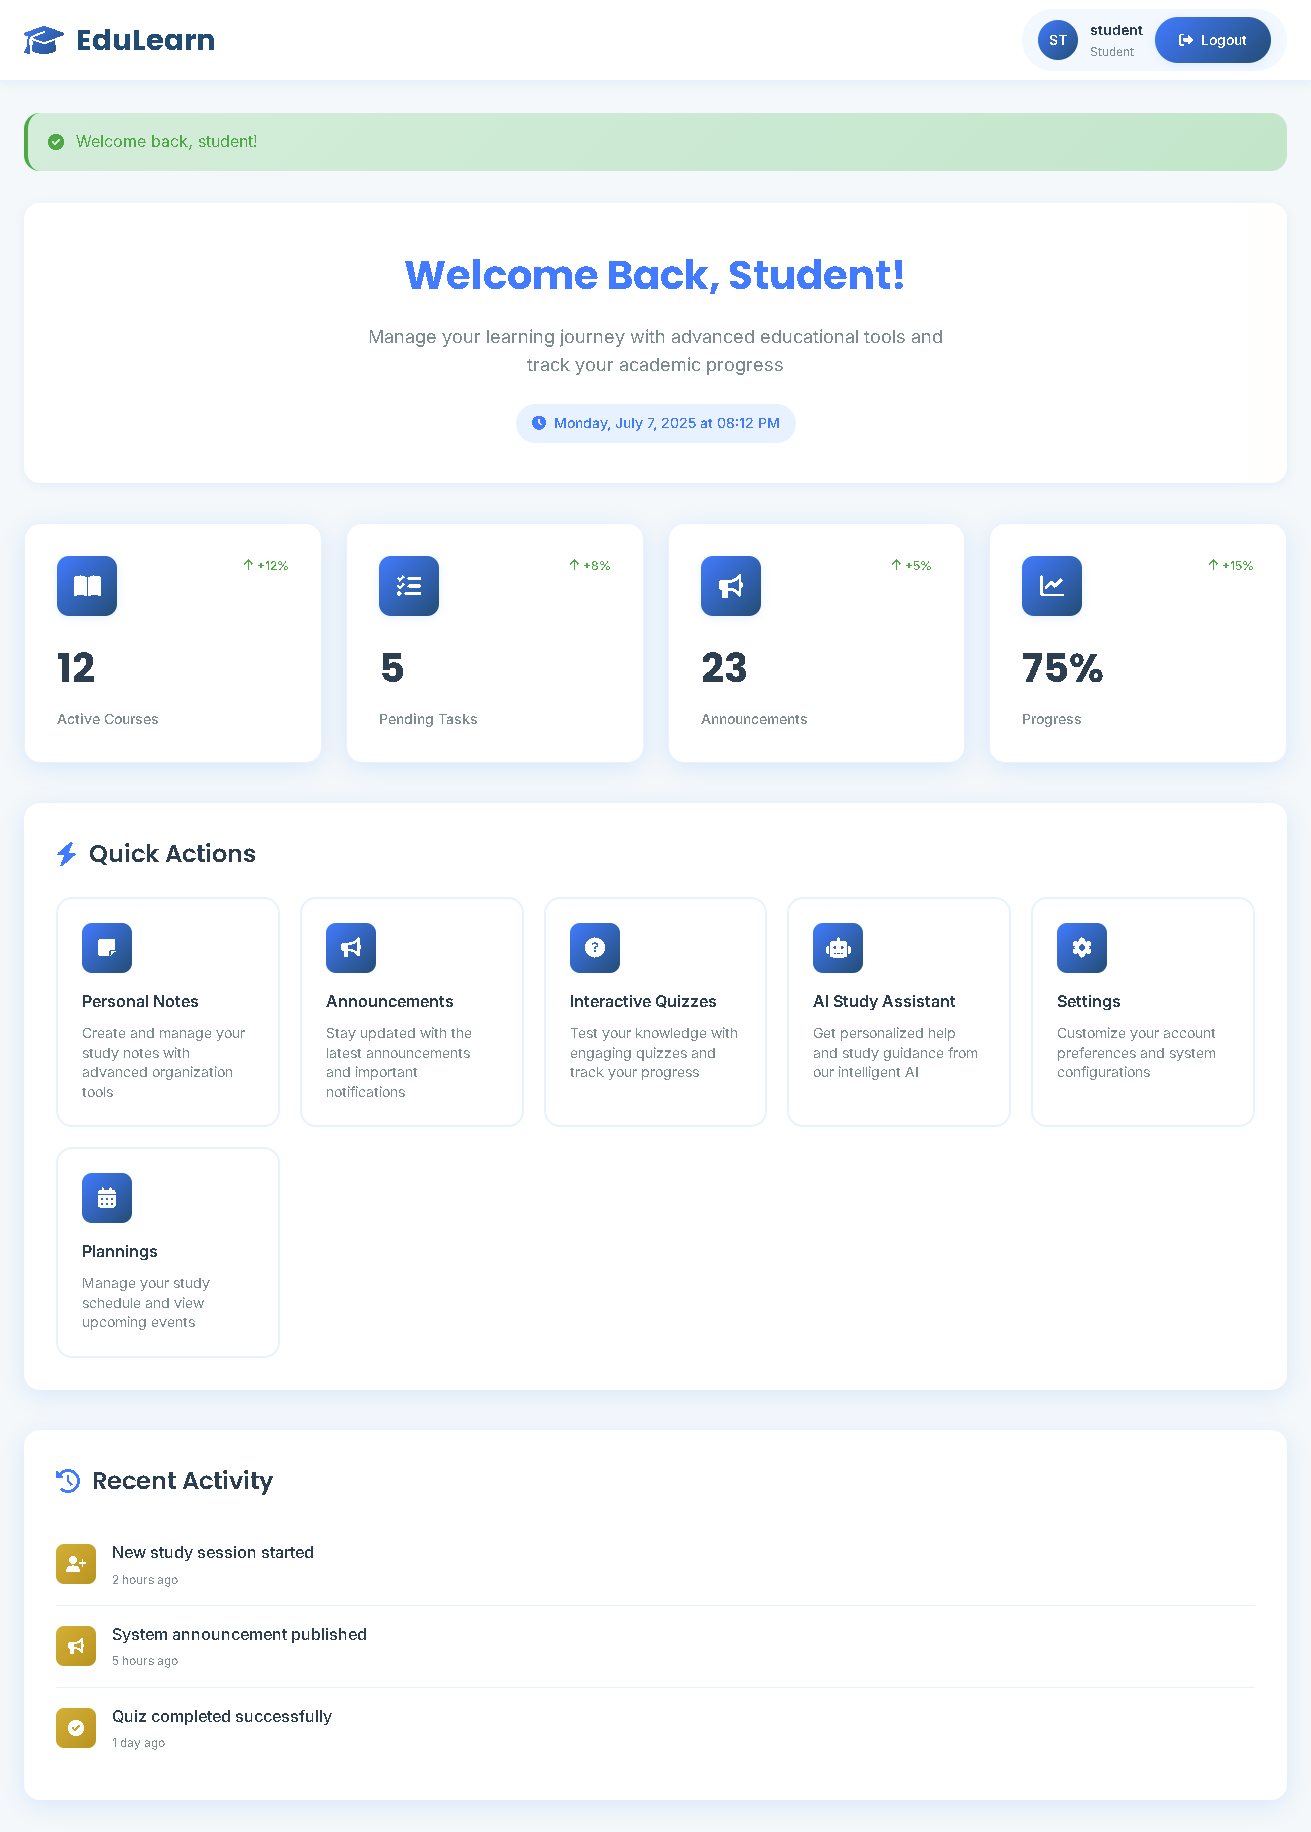 EduLearn
ST
student
Student
Logout
Welcome back, student!
Welcome Back, Student!
Manage your learning journey with advanced educational tools and
track your academic progress
Monday, July 7, 2025 at 08:12 PM
+12%
12
Active Courses
+8%
5
Pending Tasks
+5%
23
Announcements
+15%
75%
Progress
Quick Actions
Personal Notes
Create and manage your
study notes with
advanced organization
tools
Announcements
Stay updated with the
latest announcements
and important
notifications
Interactive Quizzes
Test your knowledge with
engaging quizzes and
track your progress
AI Study Assistant
Get personalized help
and study guidance from
our intelligent AI
Settings
Customize your account
preferences and system
configurations
Plannings
Manage your study
schedule and view
upcoming events
Recent Activity
New study session started
2 hours ago
System announcement published
5 hours ago
Quiz completed successfully
1 day ago